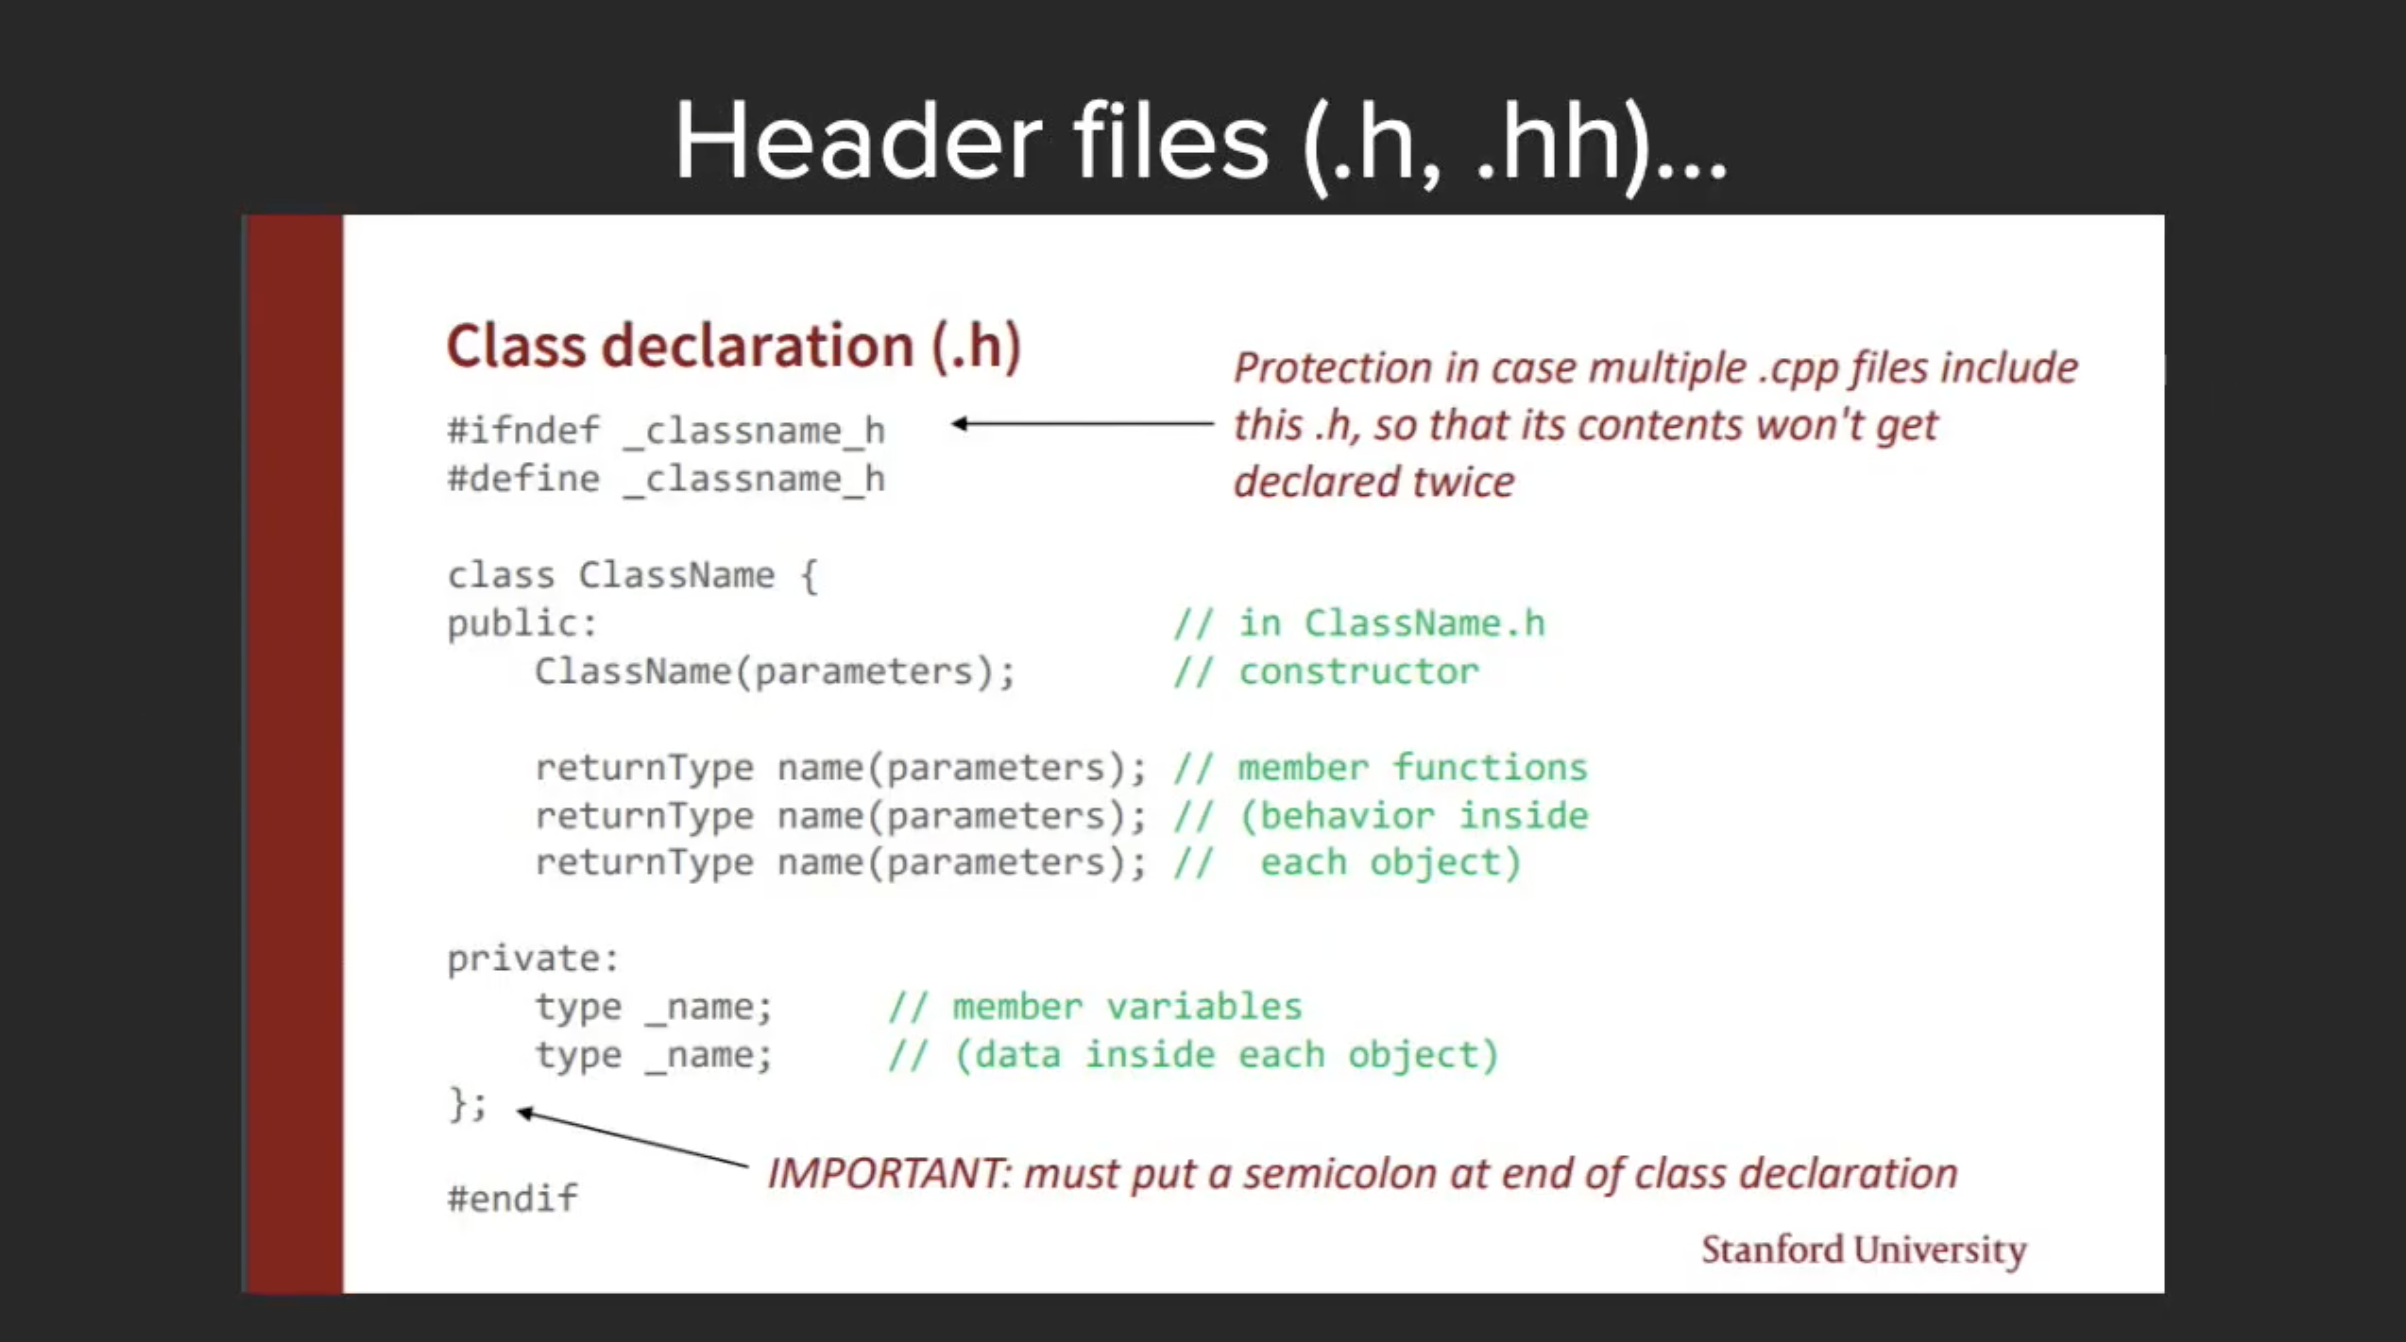 Header files (.h, .hh)...
Class declaration (.h)
Protection in case multiple .cpp files include
this .h, so that its contents won't get
declared twice
#ifndef _classname_h
#define _classname_h
class ClassName {
public: // in ClassName.h
ClassName(parameters); // constructor
returnType name(parameters); // member functions
returnType name(parameters); // (behavior inside
returnType name(parameters); // each object)
private:
type _name; // member variables
type _name; // (data inside each object)
};
IMPORTANT: must put a semicolon at end of class declaration
#endif
Stanford University